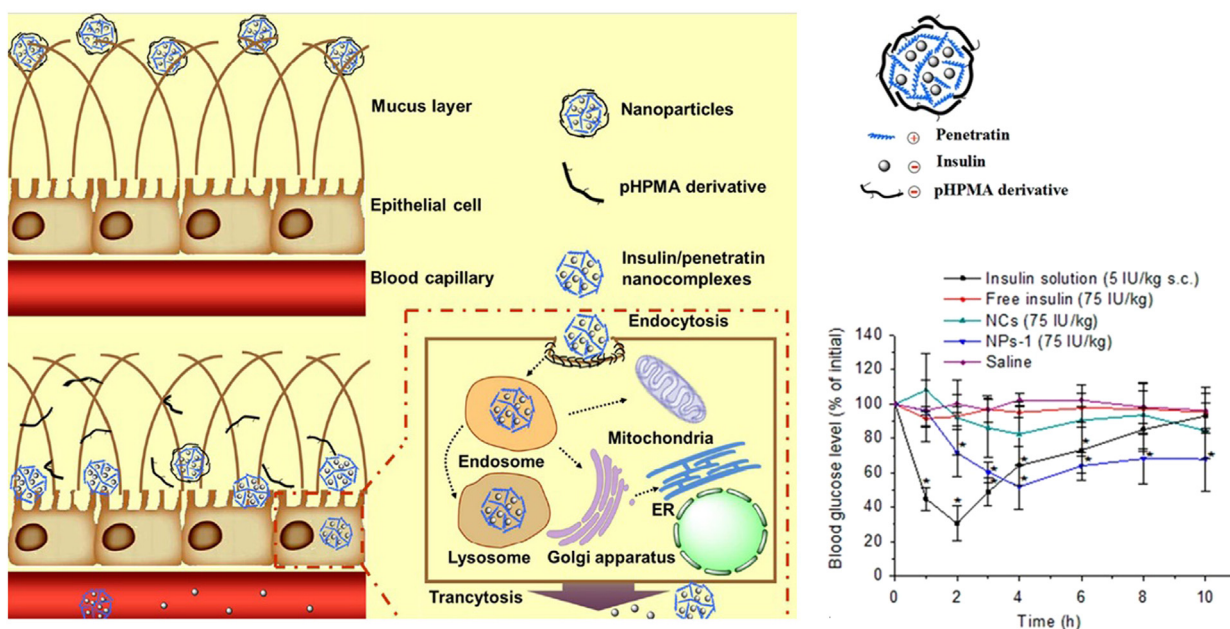 Mucus layer
Nanoparticles
pHPMA derivative
Epithelial cell
Insulin/penetratin
nanocomplexes
Blood capillary
Endocytosis
Mitochondria
Endosome
ER
Lysosome
Golgi apparatus
Trancytosis
Penetratin
+
Insulin
−
pHPMA derivative
−
Insulin solution (5 IU/kg s.c.)
Free insulin (75 IU/kg)
NCs (75 IU/kg)
NPs-1 (75 IU/kg)
Saline
Blood glucose level (% of initial)
140
120
100
80
60
40
20
0
* * * * * * * * * *
0 2 4 6 8 10
Time (h)